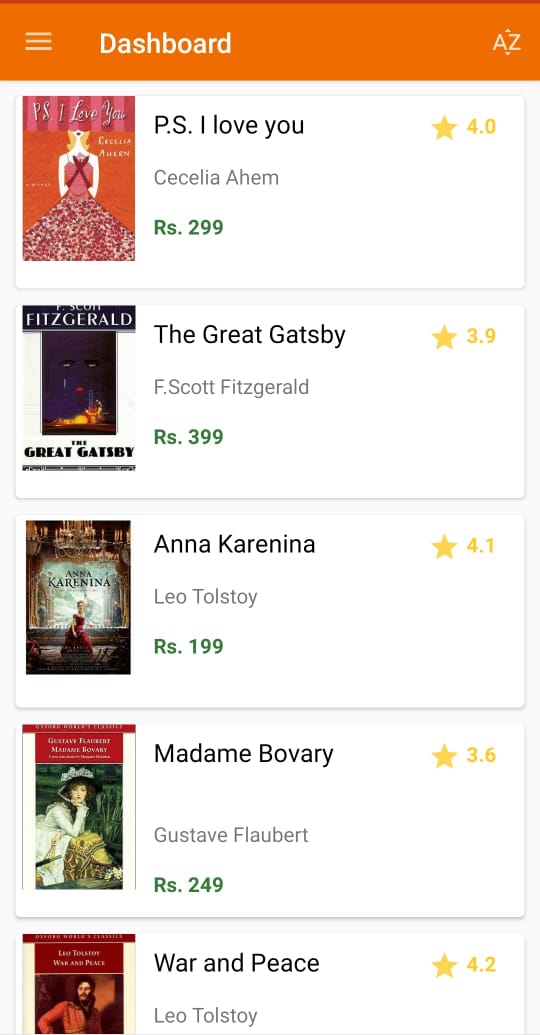 Dashboard
AZ
P.S. I Love You
CECELIA
AHERN
A NOVEL
P.S. I love you
4.0
Cecelia Ahem
Rs. 299
F. SCOTT
FITZGERALD
THE
GREAT GATSBY
The Great Gatsby
3.9
F.Scott Fitzgerald
Rs. 399
ANNA
KARENINA
Anna Karenina
4.1
Leo Tolstoy
Rs. 199
OXFORD WORLD'S CLASSICS
GUSTAVE FLAUBERT
MADAME BOVARY
Madame Bovary
3.6
Gustave Flaubert
Rs. 249
OXFORD WORLD'S CLASSICS
LEO TOLSTOY
WAR AND PEACE
War and Peace
4.2
Leo Tolstoy